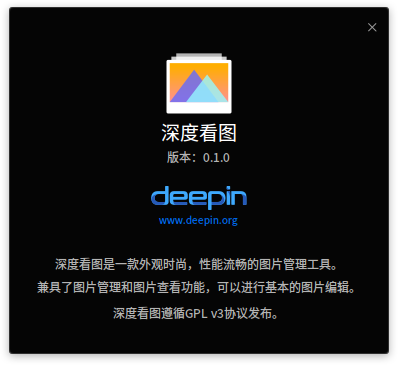 深度看图
版本：0.1.0
deepin
www.deepin.org
深度看图是一款外观时尚，性能流畅的图片管理工具。
兼具了图片管理和图片查看功能，可以进行基本的图片编辑。
深度看图遵循GPL v3协议发布。